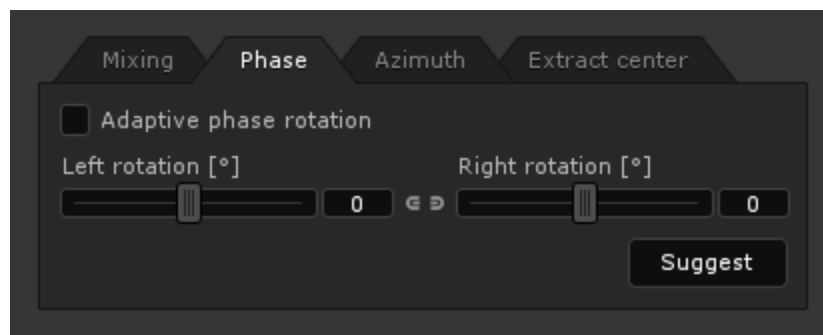 Mixing Phase Azimuth Extract center
Adaptive phase rotation
Left rotation [°] Right rotation [°]
0 0
Suggest